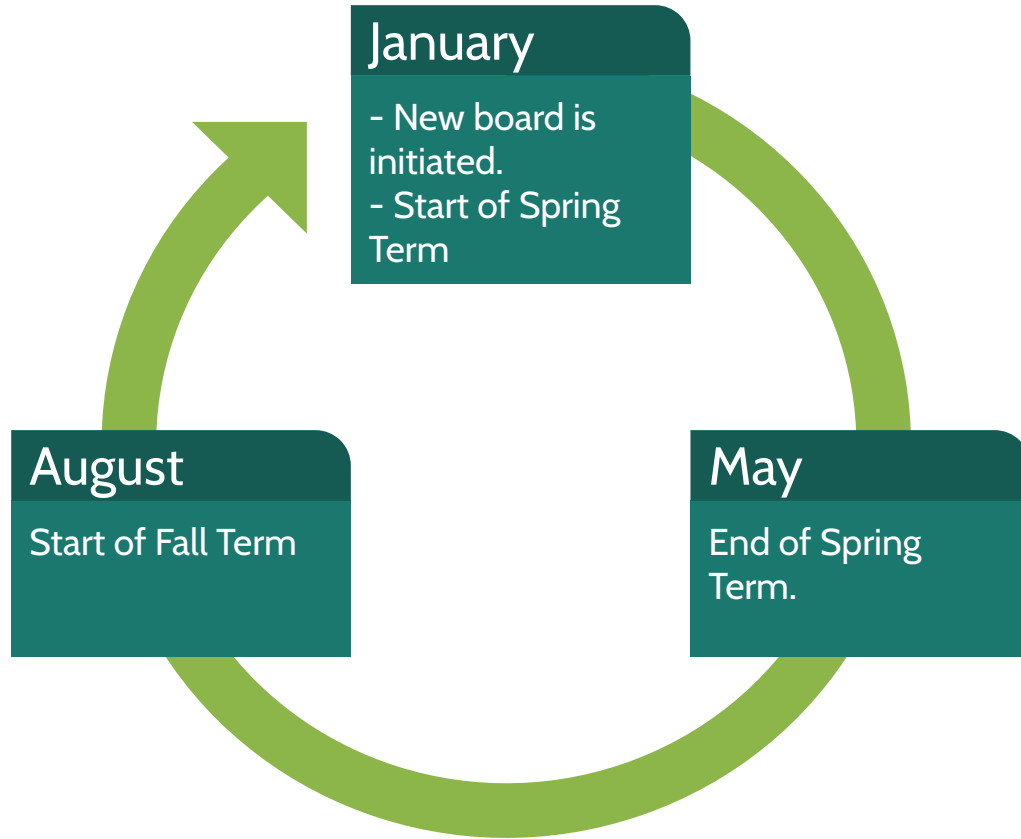 January
- New board is
initiated.
- Start of Spring
Term
August
Start of Fall Term
May
End of Spring
Term.